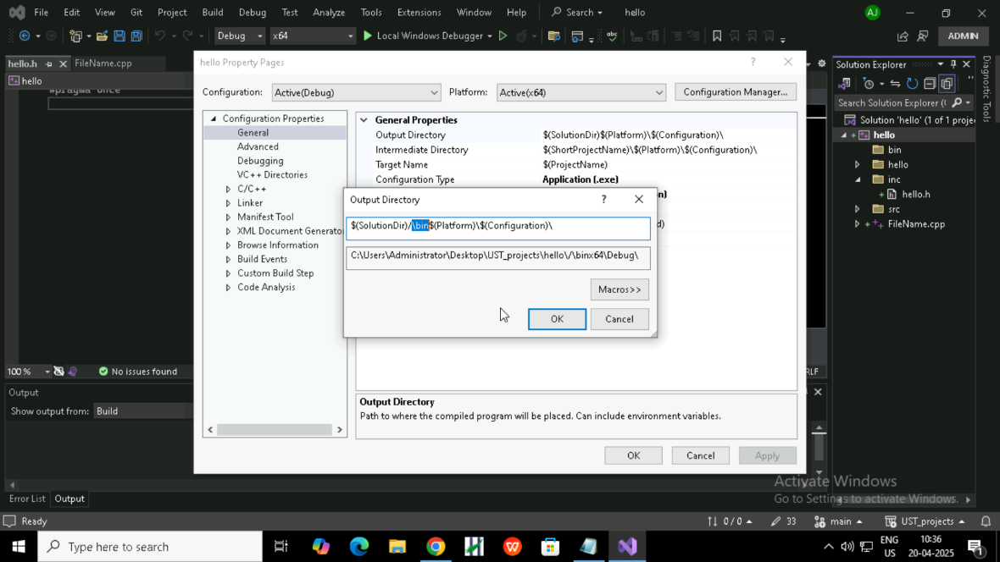 File Edit View Git Project Build Debug Test Analyze Tools Extensions Window Help Search hello AJ
Debug x64 Local Windows Debugger ADMIN
hello.h FileName.cpp
hello
#pragma once
100 % No issues found
Output
Show output from: Build
Error List Output
hello Property Pages ?
Configuration: Active(Debug) Platform: Active(x64) Configuration Manager...
Configuration Properties
General
Advanced
Debugging
VC++ Directories
C/C++
Linker
Manifest Tool
XML Document Generato
Browse Information
Build Events
Custom Build Step
Code Analysis
General Properties
Output Directory $(SolutionDir)$(Platform)\$(Configuration)\
Intermediate Directory $(ShortProjectName)\$(Platform)\$(Configuration)\
Target Name $(ProjectName)
Configuration Type Application (.exe)
Output Directory ?
$(SolutionDir)/\bin$(Platform)\$(Configuration)\
C:\Users\Administrator\Desktop\UST_projects\hello\/\binx64\Debug\
Macros>>
OK Cancel
Output Directory
Path to where the compiled program will be placed. Can include environment variables.
OK Cancel Apply
RLF
Solution Explorer
Search Solution Explorer (
Solution 'hello' (1 of 1 proje
hello
bin
hello
inc
hello.h
src
FileName.cpp
Diagnostic Tools
Activate Windows
Go to Settings to activate Windows.
Ready 0 / 0 33 main UST_projects
Type here to search ENG US 10:36 20-04-2025 1